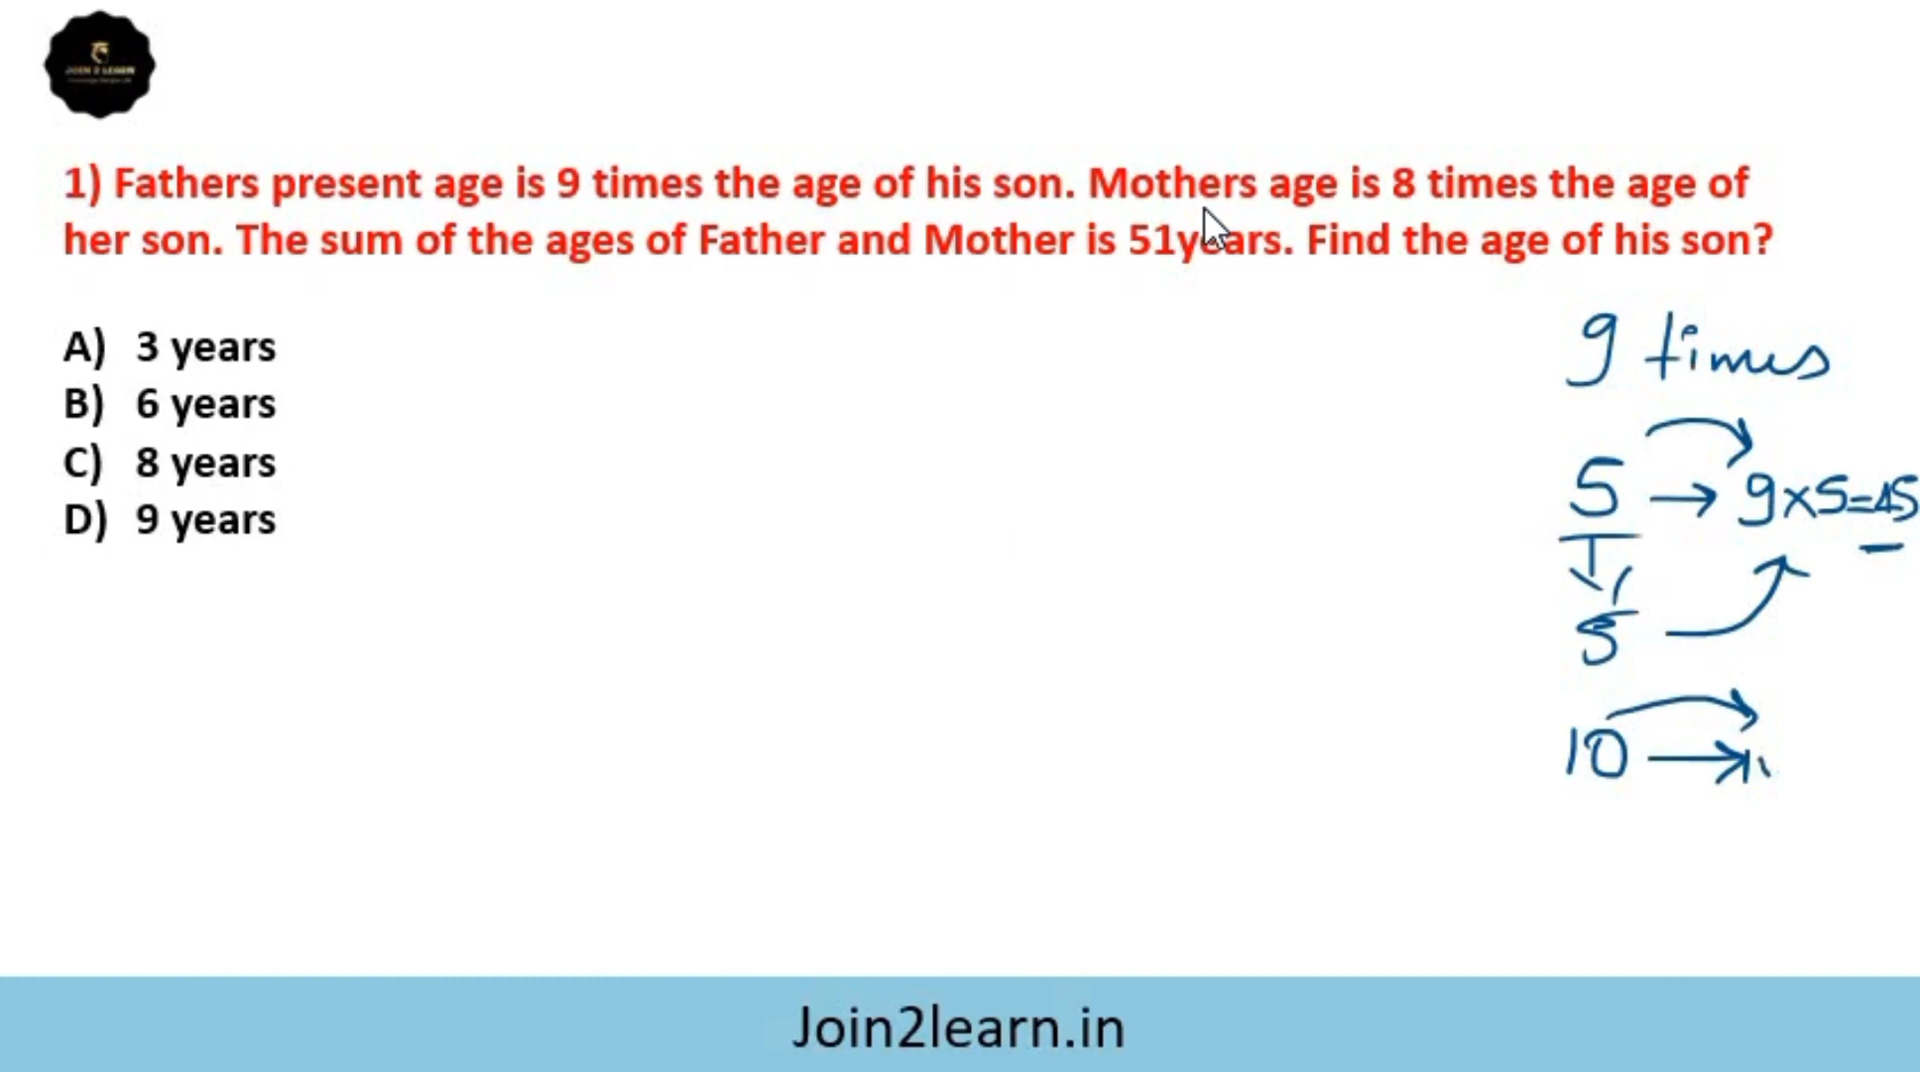 JOIN 2 LEARN
1) Fathers present age is 9 times the age of his son. Mothers age is 8 times the age of
her son. The sum of the ages of Father and Mother is 51years. Find the age of his son?
A) 3 years
B) 6 years
C) 8 years
D) 9 years
9 times
5 → 9×5=45
5
10 →
Join2learn.in